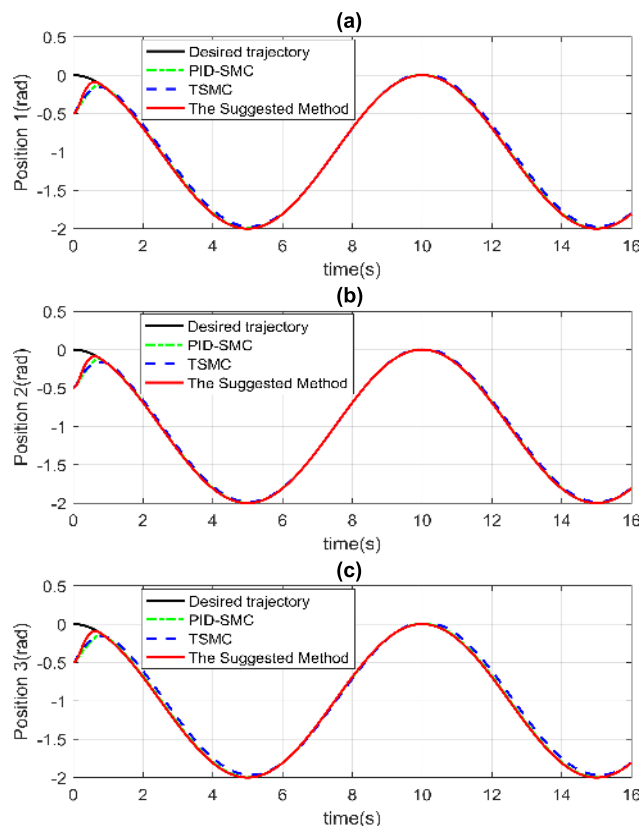 (a)
0.5
0
-0.5
-1
-1.5
-2
Position 1(rad)
Desired trajectory
PID-SMC
TSMC
The Suggested Method
0 2 4 6 8 10 12 14 16
time(s)
(b)
0.5
0
-0.5
-1
-1.5
-2
Position 2(rad)
Desired trajectory
PID-SMC
TSMC
The Suggested Method
0 2 4 6 8 10 12 14 16
time(s)
(c)
0.5
0
-0.5
-1
-1.5
-2
Position 3(rad)
Desired trajectory
PID-SMC
TSMC
The Suggested Method
0 2 4 6 8 10 12 14 16
time(s)